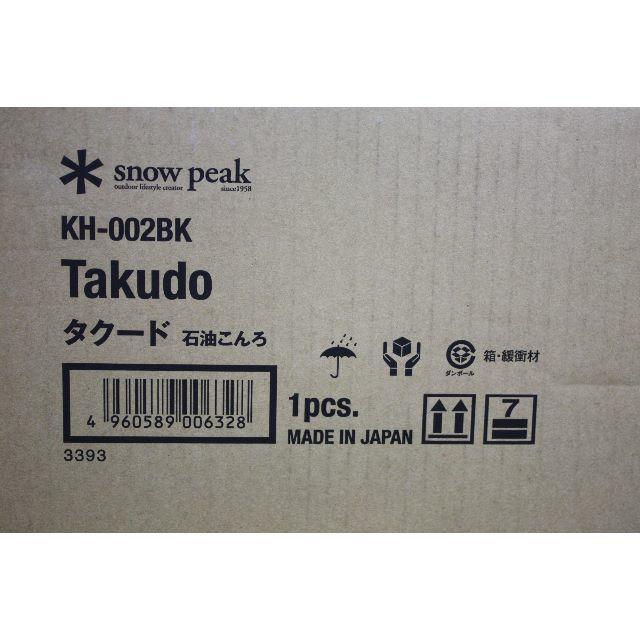 snow peak
outdoor lifestyle creator since1958
KH-002BK
Takudo
タクード 石油こんろ
ダンボール
箱・緩衝材
4 960589 006328
1pcs.
MADE IN JAPAN
7
3393